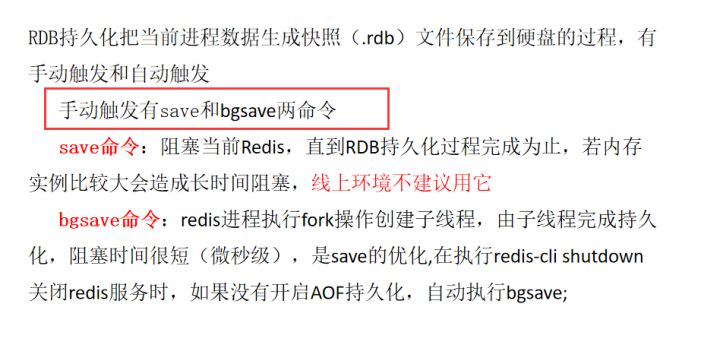 RDB持久化把当前进程数据生成快照（.rdb）文件保存到硬盘的过程，有
手动触发和自动触发
手动触发有save和bgsave两命令
save命令：阻塞当前Redis，直到RDB持久化过程完成为止，若内存
实例比较大会造成长时间阻塞，线上环境不建议用它
bgsave命令：redis进程执行fork操作创建子线程，由子线程完成持久
化，阻塞时间很短（微秒级），是save的优化,在执行redis-cli shutdown
关闭redis服务时，如果没有开启AOF持久化，自动执行bgsave;